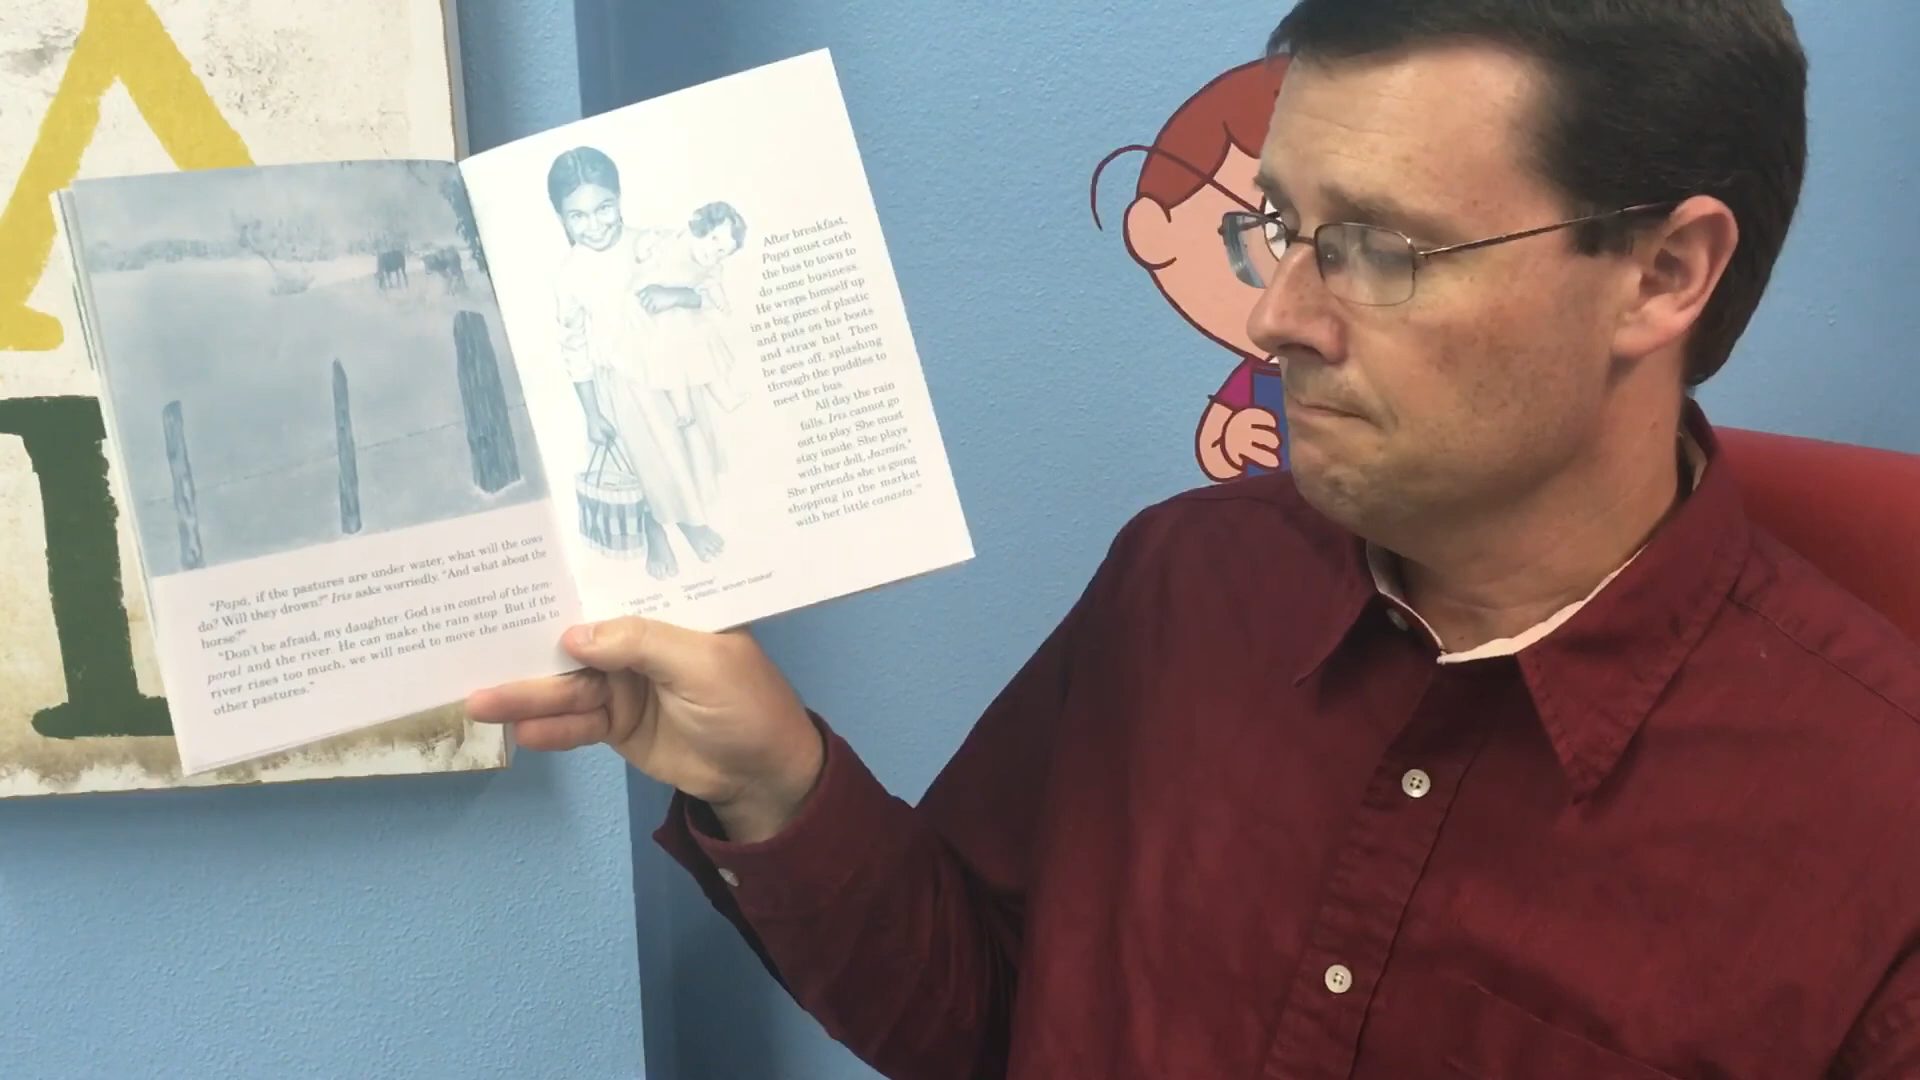 "Papá, if the pastures are under water, what will the cows
do? Will they drown?" Iris asks worriedly. "And what about the
horse?"
"Don't be afraid, my daughter. God is in control of the tem-
poral and the river. He can make the rain stop. But if the
river rises too much, we will need to move the animals to
other pastures."
After breakfast,
Papá must catch
the bus to town to
do some business.
He wraps himself up
in a big piece of plastic
and puts on his boots
and straw hat. Then
he goes off, splashing
through the puddles to
meet the bus.
All day the rain
falls. Iris cannot go
out to play. She must
stay inside. She plays
with her doll, Jazmín.
She pretends she is going
shopping in the market
with her little canasta.
"Jasmine"
"A plastic, woven basket"